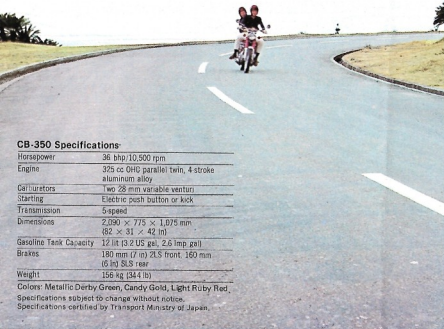 CB-350 Specifications
Horsepower 36 bhp/10,500 rpm
Engine 325 cc OHC parallel twin, 4-stroke
aluminum alloy
Carburetors Two 28 mm variable venturi
Starting Electric push button or kick
Transmission 5-speed
Dimensions 2,090 × 775 × 1,075 mm
(82 × 31 × 42 in)
Gasoline Tank Capacity 12 lit (3.2 US gal, 2.6 Imp gal)
Brakes 180 mm (7 in) 2LS front. 160 mm
(6 in) SLS rear
Weight 156 kg (344 lb)
Colors: Metallic Derby Green, Candy Gold, Light Ruby Red
Specifications subject to change without notice.
Specifications certified by Transport Ministry of Japan.